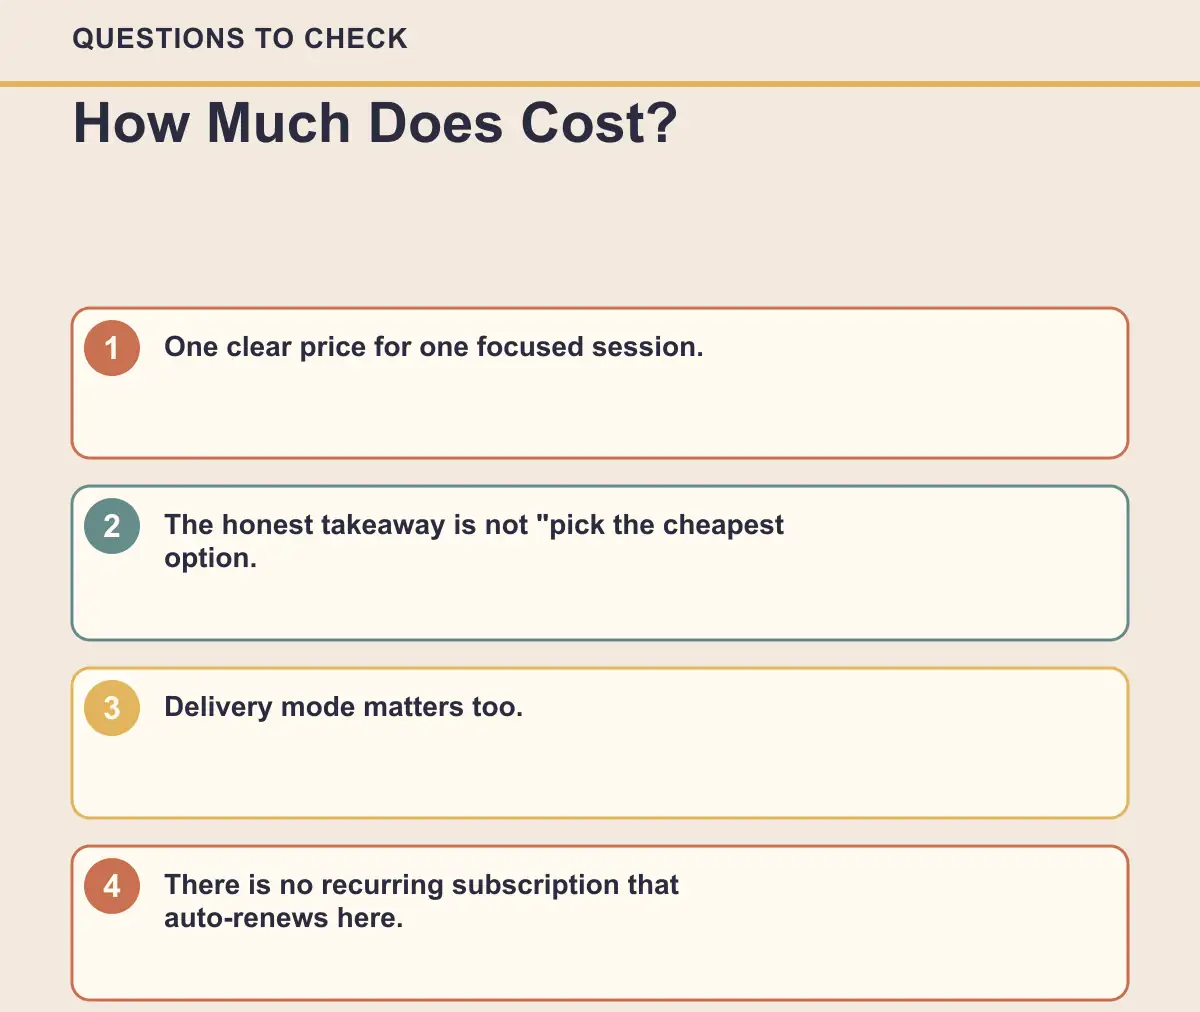 QUESTIONS TO CHECK
How Much Does Cost?
1
One clear price for one focused session.
2
The honest takeaway is not "pick the cheapest
option.
3
Delivery mode matters too.
4
There is no recurring subscription that
auto-renews here.